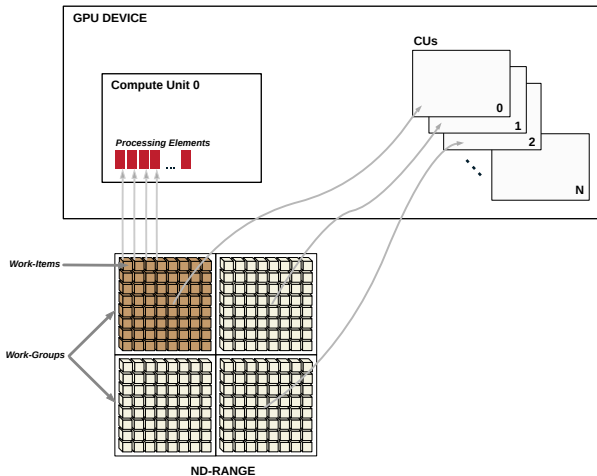 GPU DEVICE
CUs
Compute Unit 0
Processing Elements
...
0
1
2
N
Work-Items
Work-Groups
ND-RANGE